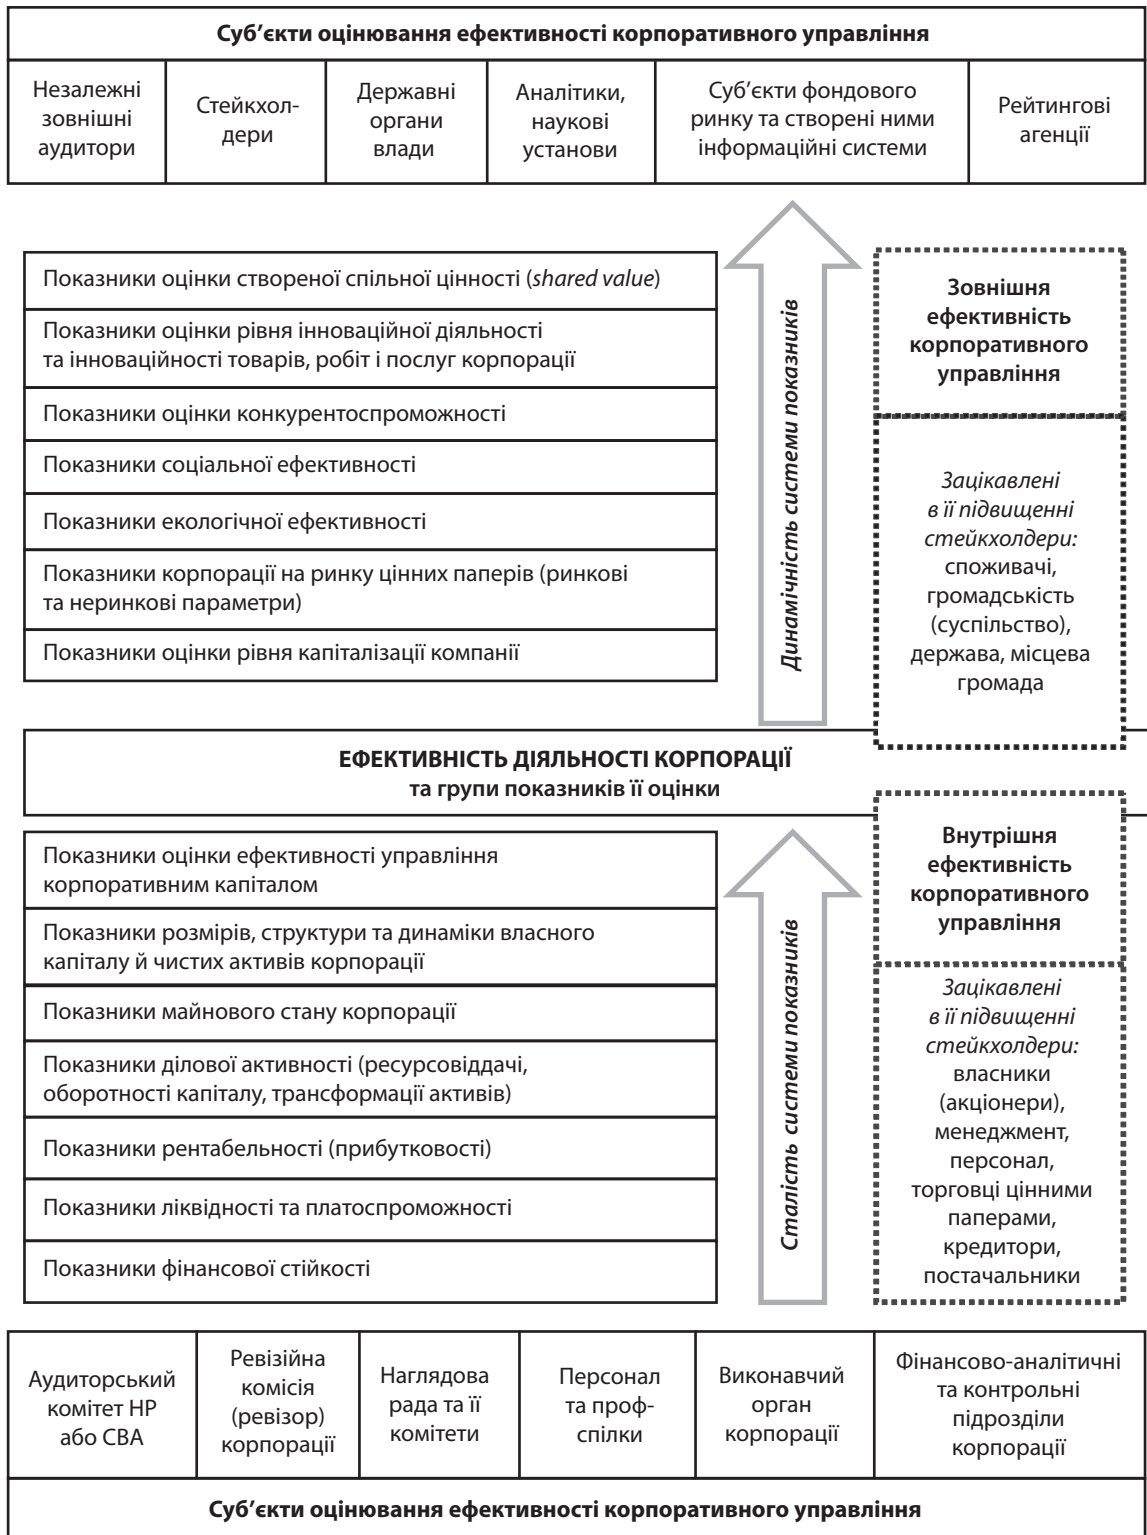 Суб’єкти оцінювання ефективності корпоративного управління
Незалежні
зовнішні
аудитори
Стейкхол-
дери
Державні
органи
влади
Аналітики,
наукові
установи
Суб’єкти фондового
ринку та створені ними
інформаційні системи
Рейтингові
агенції
Показники оцінки створеної спільної цінності (shared value)
Показники оцінки рівня інноваційної діяльності
та інноваційності товарів, робіт і послуг корпорації
Показники оцінки конкурентоспроможності
Показники соціальної ефективності
Показники екологічної ефективності
Показники корпорації на ринку цінних паперів (ринкові
та неринкові параметри)
Показники оцінки рівня капіталізації компанії
Динамічність системи показників
Зовнішня
ефективність
корпоративного
управління
Зацікавлені
в її підвищенні
стейкхолдери:
споживачі,
громадськість
(суспільство),
держава, місцева
громада
ЕФЕКТИВНІСТЬ ДІЯЛЬНОСТІ КОРПОРАЦІЇ
та групи показників її оцінки
Показники оцінки ефективності управління
корпоративним капіталом
Показники розмірів, структури та динаміки власного
капіталу й чистих активів корпорації
Показники майнового стану корпорації
Показники ділової активності (ресурсовіддачі,
оборотності капіталу, трансформації активів)
Показники рентабельності (прибутковості)
Показники ліквідності та платоспроможності
Показники фінансової стійкості
Сталість системи показників
Внутрішня
ефективність
корпоративного
управління
Зацікавлені
в її підвищенні
стейкхолдери:
власники
(акціонери),
менеджмент,
персонал,
торговці цінними
паперами,
кредитори,
постачальники
Аудиторський
комітет НР
або СВА
Ревізійна
комісія
(ревізор)
корпорації
Наглядова
рада та її
комітети
Персонал
та проф-
спілки
Виконавчий
орган
корпорації
Фінансово-аналітичні
та контрольні
підрозділи
корпорації
Суб’єкти оцінювання ефективності корпоративного управління